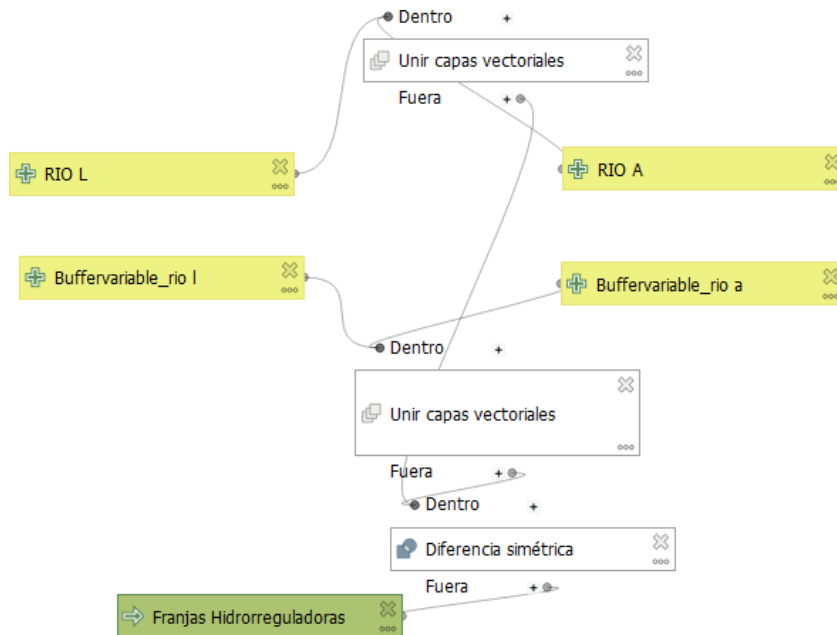 Dentro +
Unir capas vectoriales
Fuera +
RIO L
RIO A
Buffervariable_rio l
Buffervariable_rio a
Dentro +
Unir capas vectoriales
Fuera +
Dentro +
Diferencia simétrica
Fuera +
Franjas Hidrorreguladoras